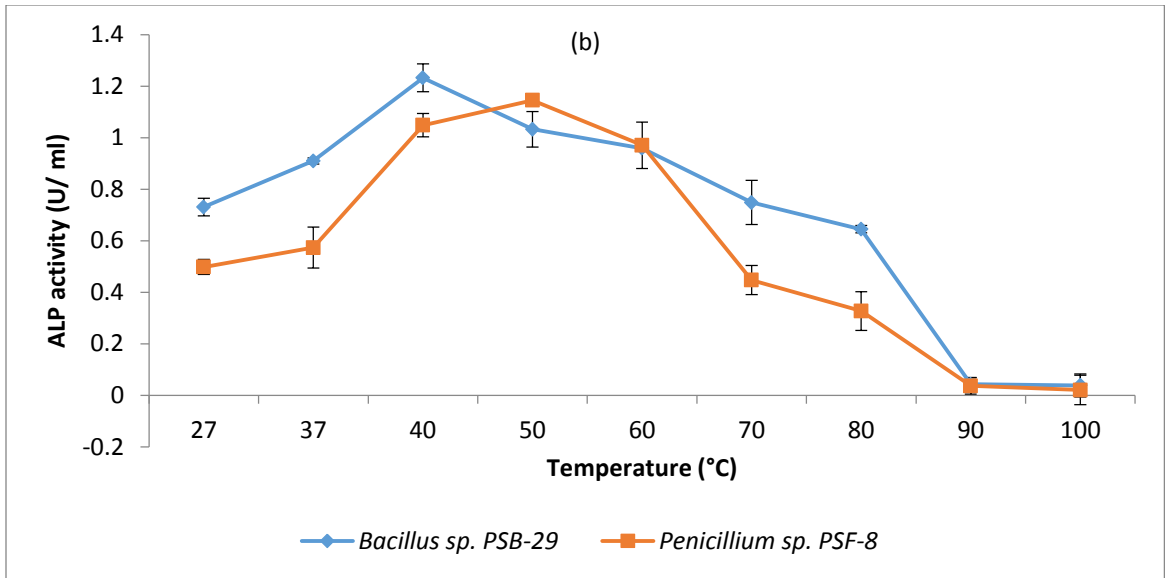 (b)
1.4
1.2
1
0.8
0.6
0.4
0.2
0
-0.2
ALP activity (U/ ml)
27 37 40 50 60 70 80 90 100
Temperature (°C)
Bacillus sp. PSB-29 Penicillium sp. PSF-8